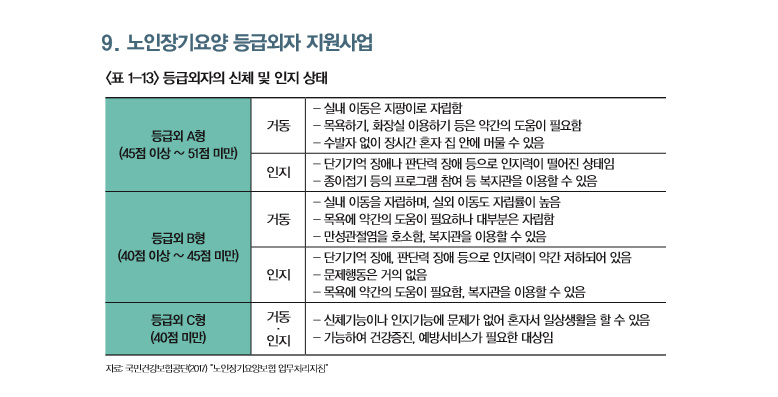 9. 노인장기요양 등급외자 지원사업
<표 1-13> 등급외자의 신체 및 인지 상태
등급외 A형
(45점 이상 ~ 51점 미만)
거동
- 실내 이동은 지팡이로 자립함
- 목욕하기, 화장실 이용하기 등은 약간의 도움이 필요함
- 수발자 없이 장시간 혼자 집 안에 머물 수 있음
인지
- 단기기억 장애나 판단력 장애 등으로 인지력이 떨어진 상태임
- 종이접기 등의 프로그램 참여 등 복지관을 이용할 수 있음
등급외 B형
(40점 이상 ~ 45점 미만)
거동
- 실내 이동을 자립하며, 실외 이동도 자립률이 높음
- 목욕에 약간의 도움이 필요하나 대부분은 자립함
- 만성관절염을 호소함, 복지관을 이용할 수 있음
인지
- 단기기억 장애, 판단력 장애 등으로 인지력이 약간 저하되어 있음
- 문제행동은 거의 없음
- 목욕에 약간의 도움이 필요함, 복지관을 이용할 수 있음
등급외 C형
(40점 미만)
거동
·
인지
- 신체기능이나 인지기능에 문제가 없어 혼자서 일상생활을 할 수 있음
- 가능하여 건강증진, 예방서비스가 필요한 대상임
자료: 국민건강보험공단(2017) "노인장기요양보험 업무처리지침"